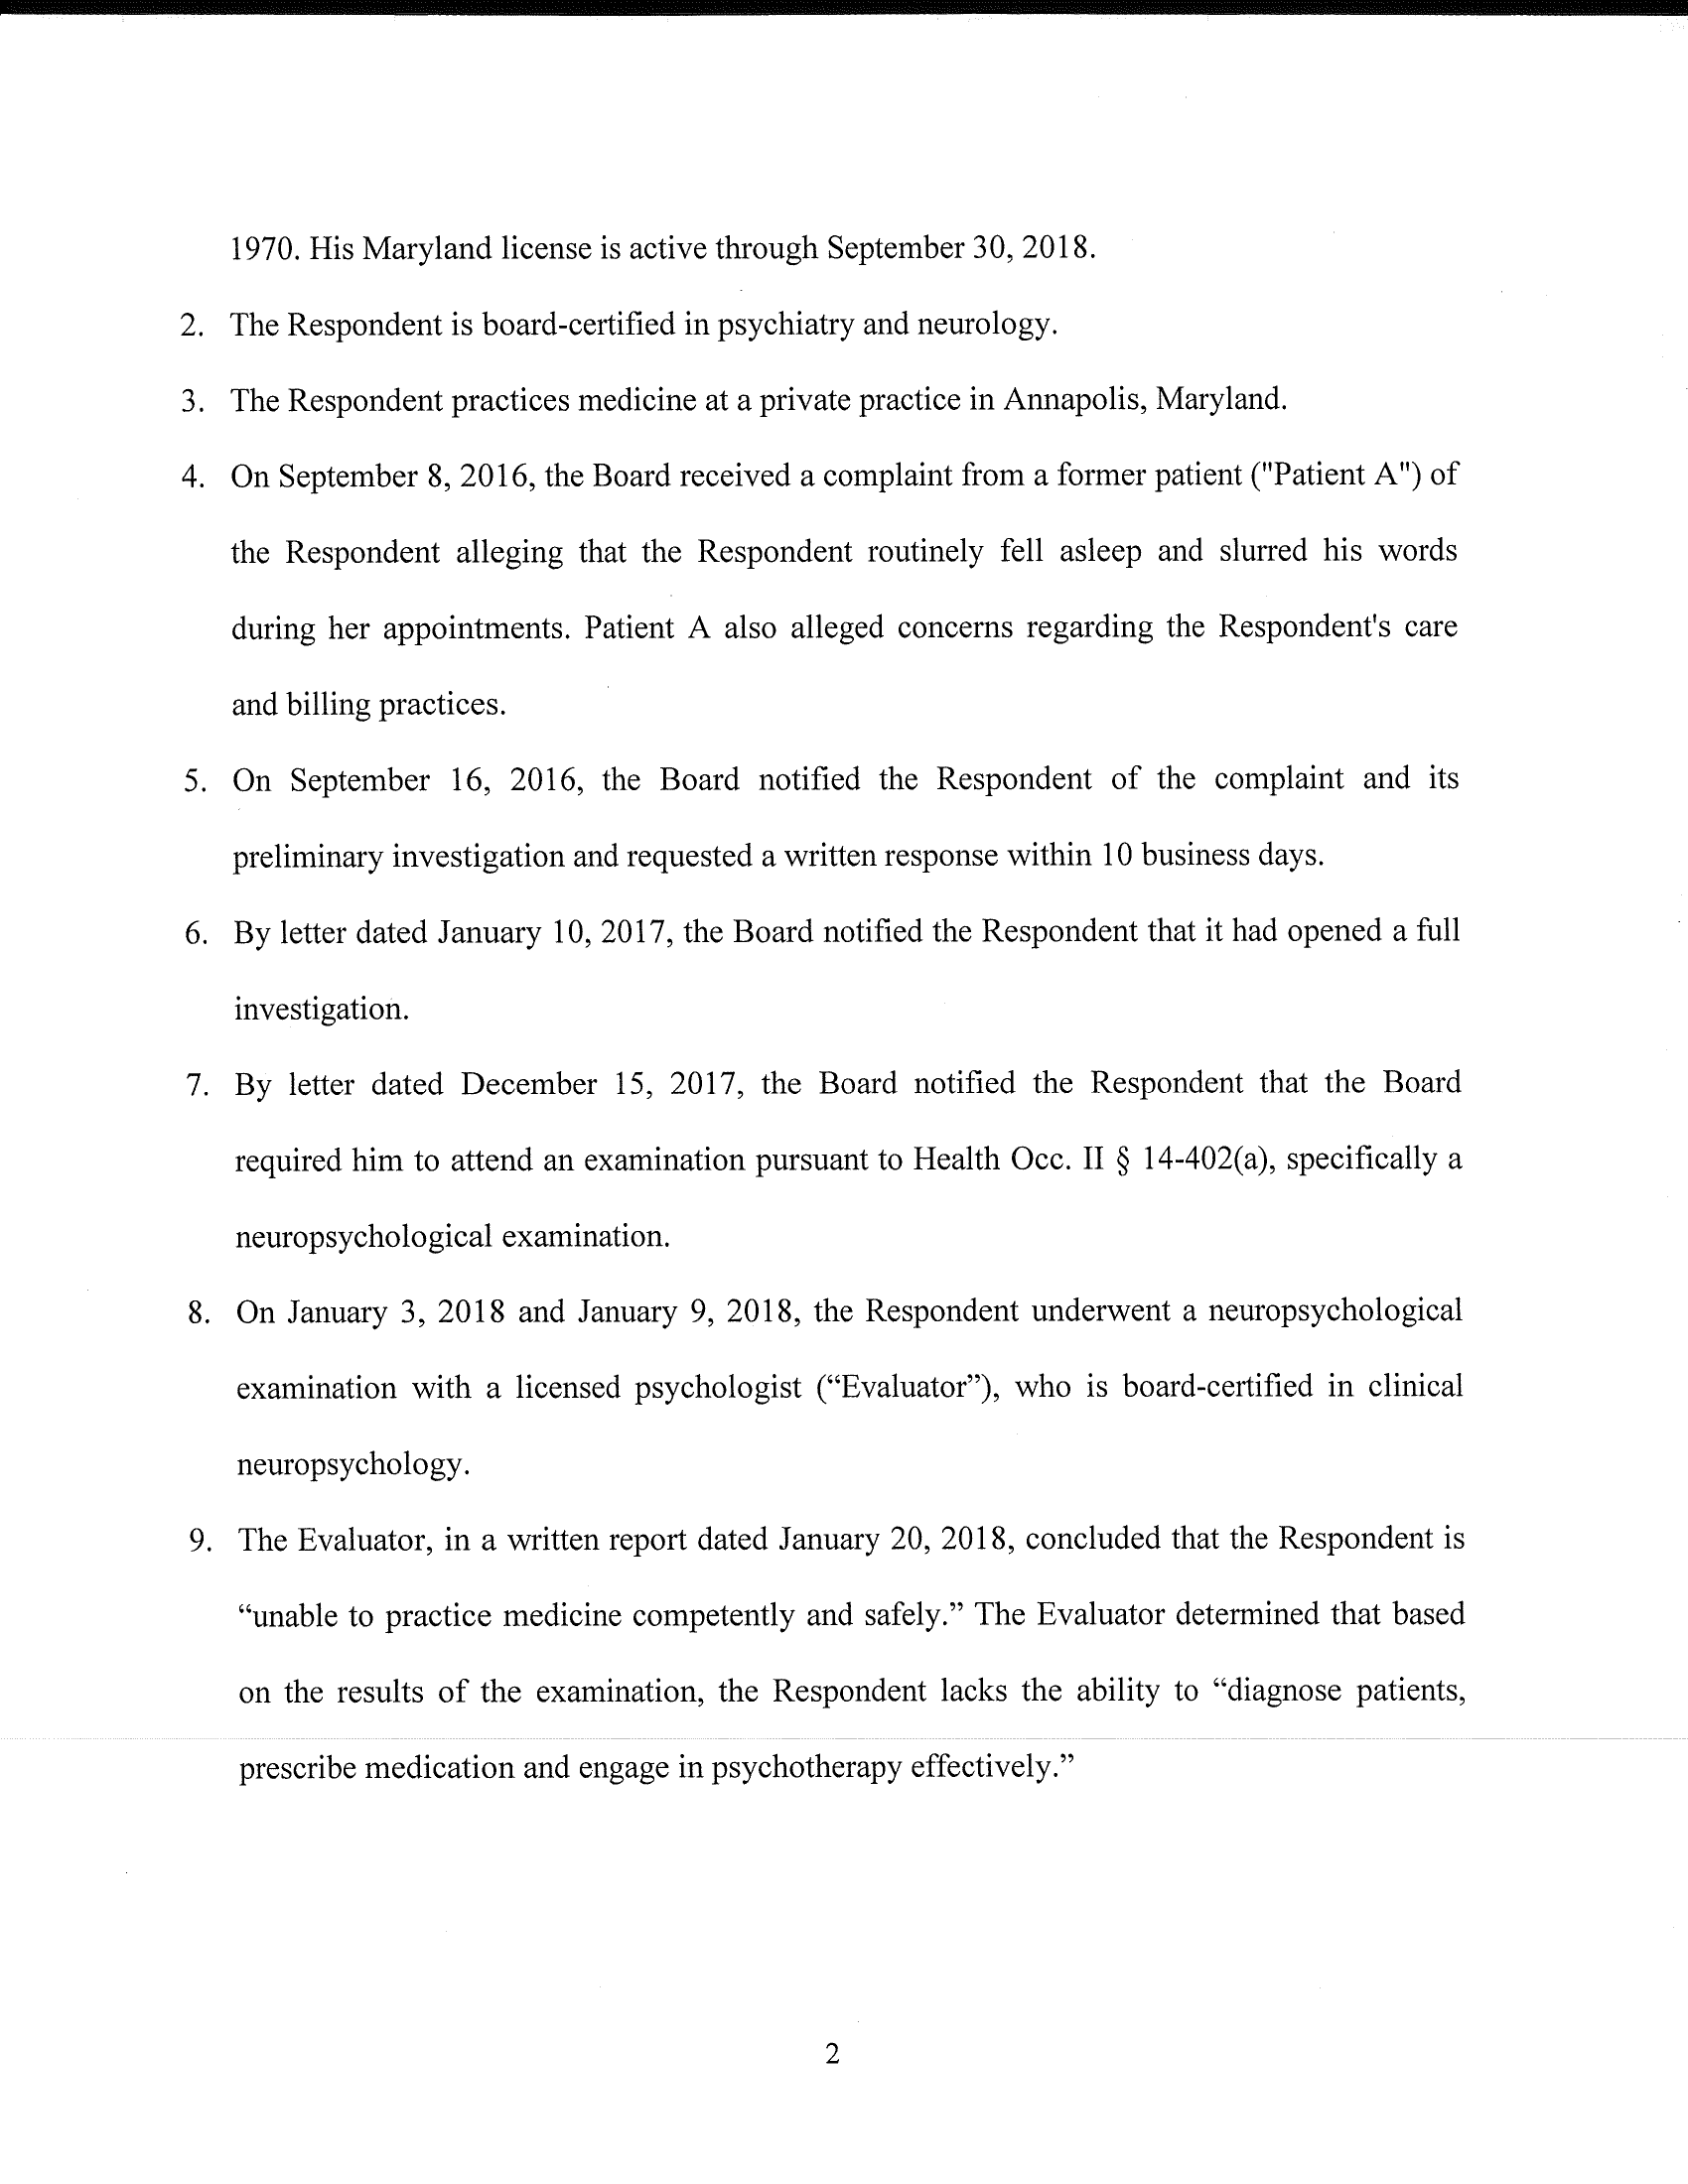 1970. His Maryland license is active through September 30, 2018.
2. The Respondent is board-certified in psychiatry and neurology.
3. The Respondent practices medicine at a private practice in Annapolis, Maryland.
4. On September 8, 2016, the Board received a complaint from a former patient ("Patient A") of
the Respondent alleging that the Respondent routinely fell asleep and slurred his words
during her appointments. Patient A also alleged concerns regarding the Respondent's care
and billing practices.
5. On September 16, 2016, the Board notified the Respondent of the complaint and its
preliminary investigation and requested a written response within 10 business days.
6. By letter dated January 10, 2017, the Board notified the Respondent that it had opened a full
investigation.
7. By letter dated December 15, 2017, the Board notified the Respondent that the Board
required him to attend an examination pursuant to Health Occ. II § 14-402(a), specifically a
neuropsychological examination.
8. On January 3, 2018 and January 9, 2018, the Respondent underwent a neuropsychological
examination with a licensed psychologist (“Evaluator”), who is board-certified in clinical
neuropsychology.
9. The Evaluator, in a written report dated January 20, 2018, concluded that the Respondent is
“unable to practice medicine competently and safely.” The Evaluator determined that based
on the results of the examination, the Respondent lacks the ability to “diagnose patients,
prescribe medication and engage in psychotherapy effectively.”
2